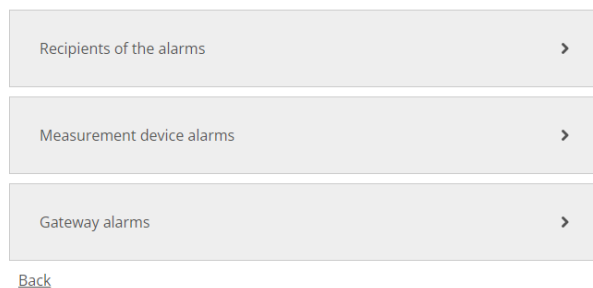 Recipients of the alarms
Measurement device alarms
Gateway alarms
Back